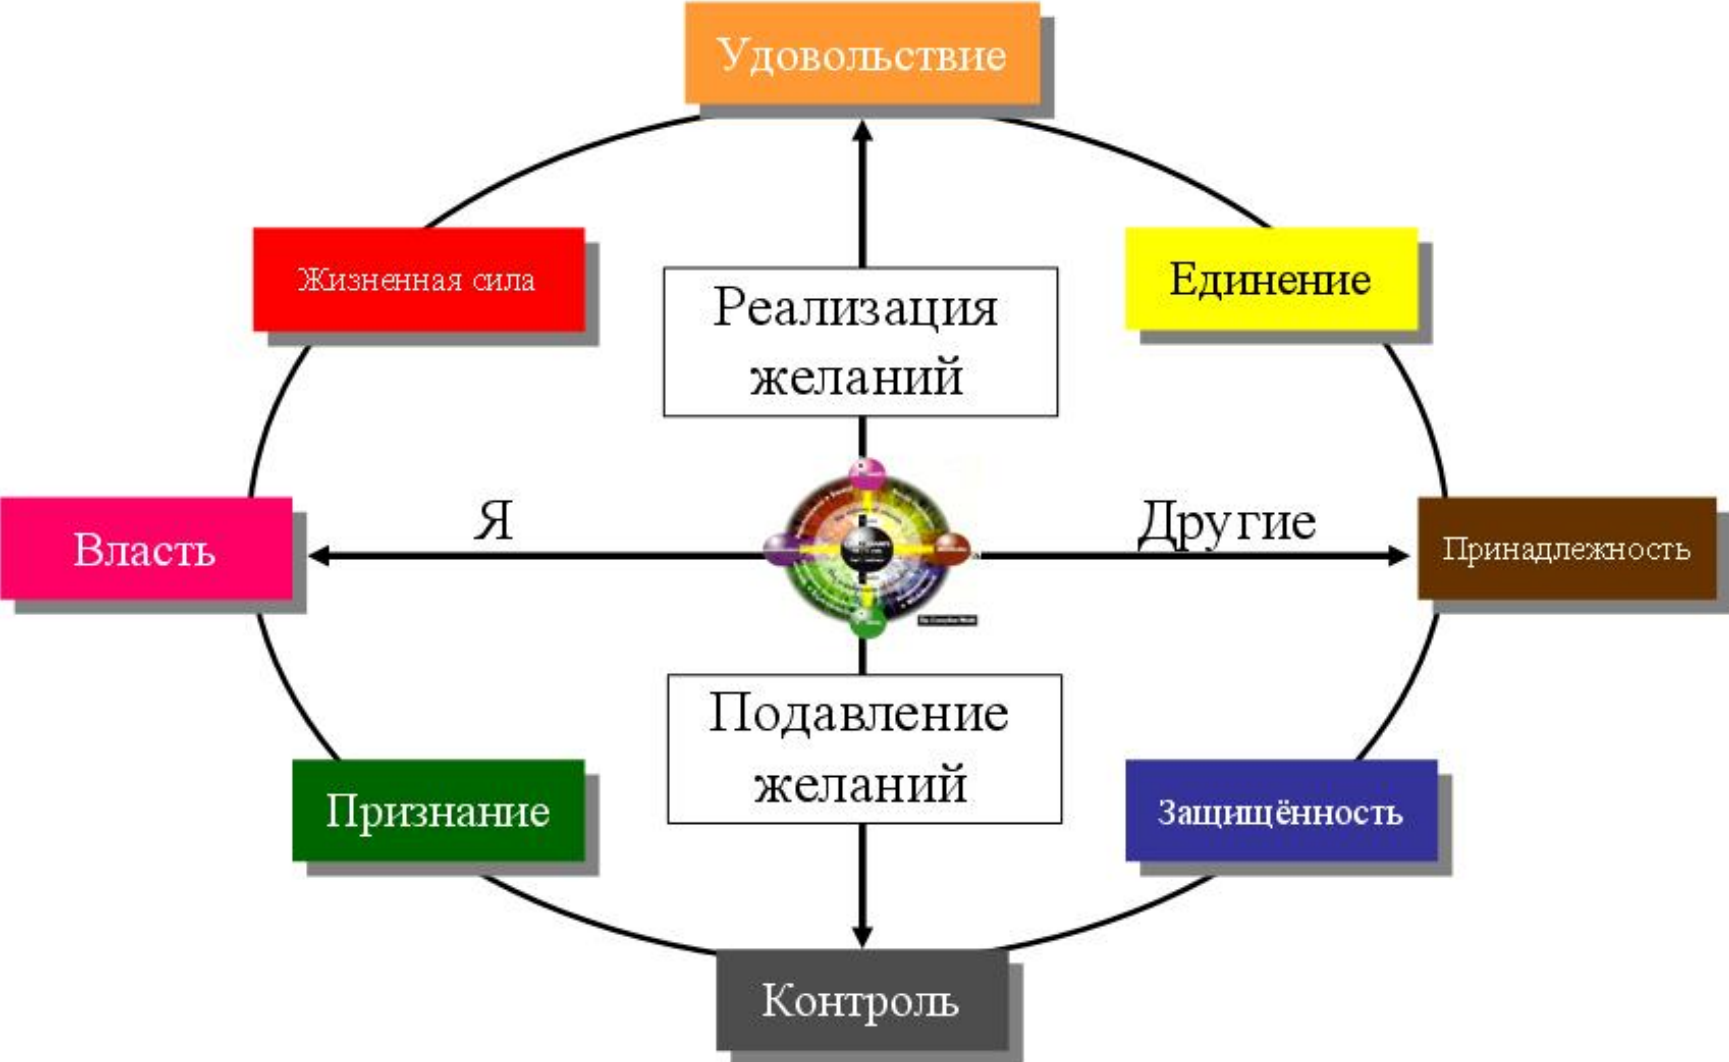 Удовольствие
Жизненная сила
Единение
Реализация
желаний
Власть
Я
Другие
Принадлежность
Подавление
желаний
Признание
Защищённость
Контроль